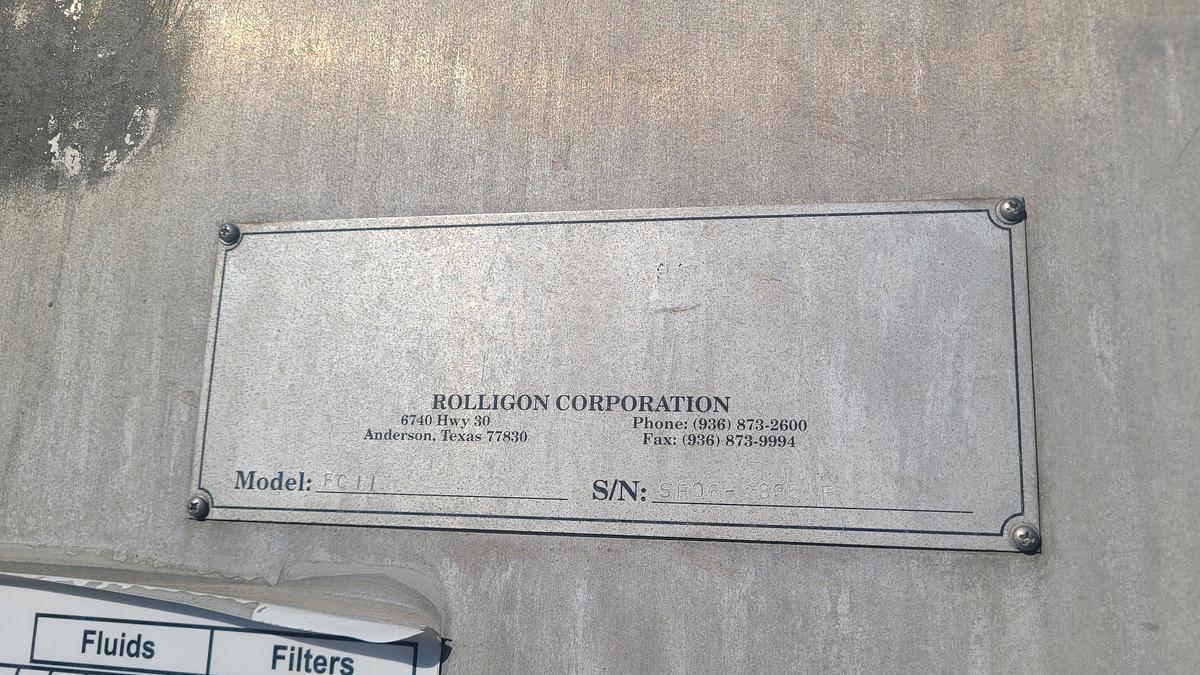 ROLLIGON CORPORATION
6740 Hwy 30
Anderson, Texas 77830
Phone: (936) 873-2600
Fax: (936) 873-9994
Model: FC11
S/N:
Fluids
Filters